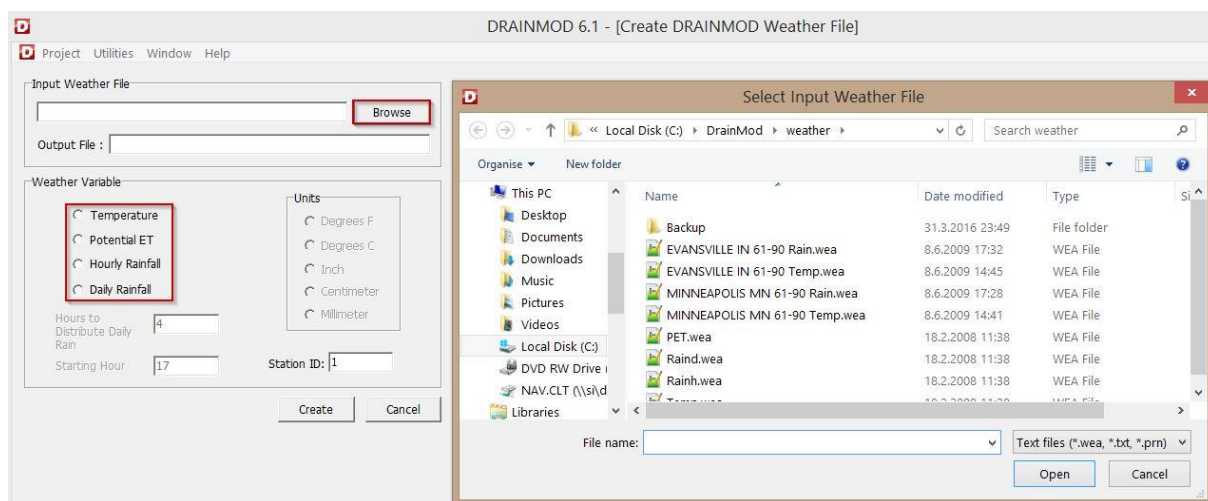 DRAINMOD 6.1 - [Create DRAINMOD Weather File]
Project Utilities Window Help
Input Weather File
Browse
Output File :
Weather Variable
Temperature
Potential ET
Hourly Rainfall
Daily Rainfall
Units
Degrees F
Degrees C
Inch
Centimeter
Millimeter
Hours to
Distribute Daily
Rain
4
Starting Hour 17
Station ID: 1
Create Cancel
Select Input Weather File
« Local Disk (C:) DrainMod weather
Search weather
Organise New folder
This PC
Desktop
Documents
Downloads
Music
Pictures
Videos
Local Disk (C:)
DVD RW Drive (
NAV.CLT (\\si\d
Libraries
Name Date modified Type Si
Backup 31.3.2016 23:49 File folder
EVANSVILLE IN 61-90 Rain.wea 8.6.2009 17:32 WEA File
EVANSVILLE IN 61-90 Temp.wea 8.6.2009 14:45 WEA File
MINNEAPOLIS MN 61-90 Rain.wea 8.6.2009 17:28 WEA File
MINNEAPOLIS MN 61-90 Temp.wea 8.6.2009 14:41 WEA File
PET.wea 18.2.2008 11:38 WEA File
Raind.wea 18.2.2008 11:38 WEA File
Rainh.wea 18.2.2008 11:38 WEA File
File name:
Text files (*.wea, *.txt, *.prn)
Open Cancel